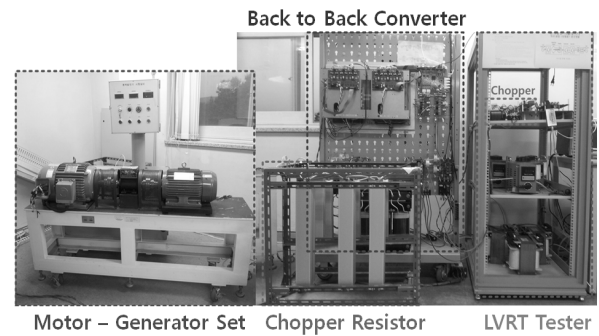 Back to Back Converter
Chopper
Motor – Generator Set
Chopper Resistor
LVRT Tester